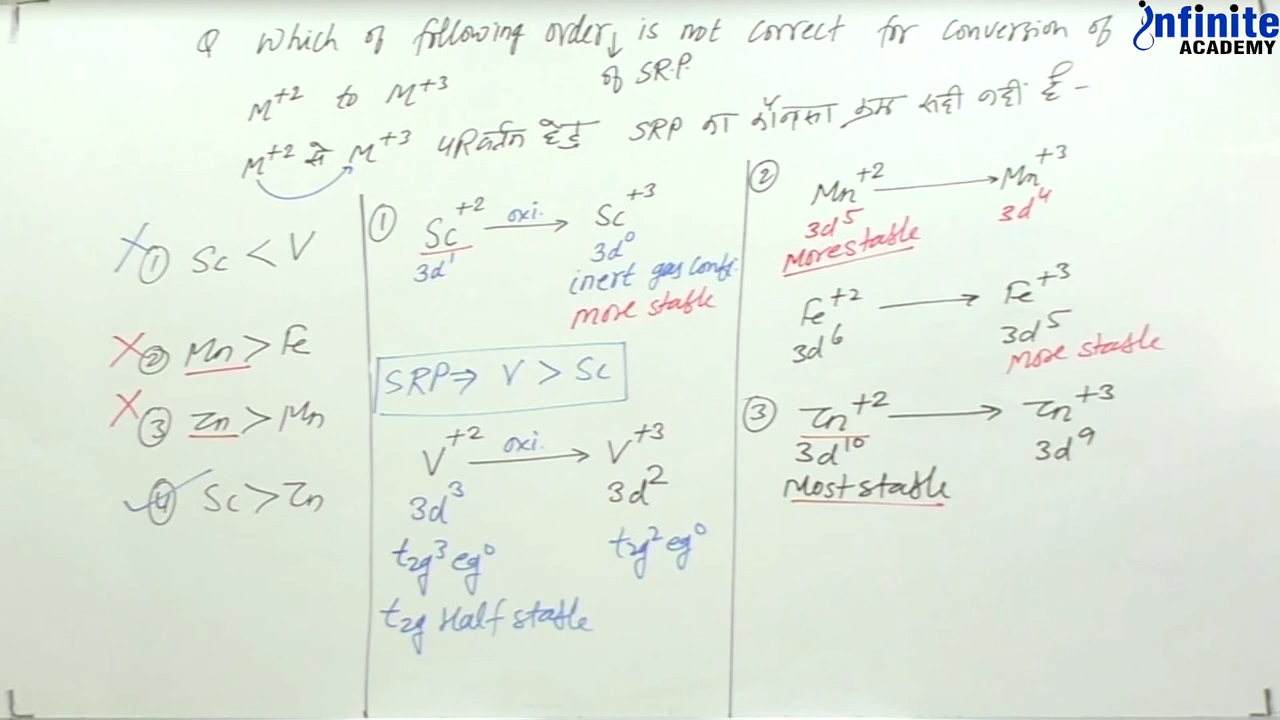 infinite
ACADEMY
Q Which of following order↓ is not correct for conversion of
M+2 to M+3 of S.R.P.
M+2 से M+3 परिवर्तन हेतु SRP का कौनसा क्रम सही नहीं है -
① Sc < V
② Mn > Fe
③ Zn > Mn
④ Sc > Zn
① Sc+2 oxi. → Sc+3
3d1 3d0
inert gas conf.
more stable
SRP ⇒ V > Sc
V+2 oxi. → V+3
3d3 3d2
t2g3 eg0 t2g2 eg0
t2g Half stable
② Mn+2 → Mn+3
3d5 3d4
More stable
Fe+2 → Fe+3
3d6 3d5
More stable
③ Zn+2 → Zn+3
3d10 3d9
Most stable